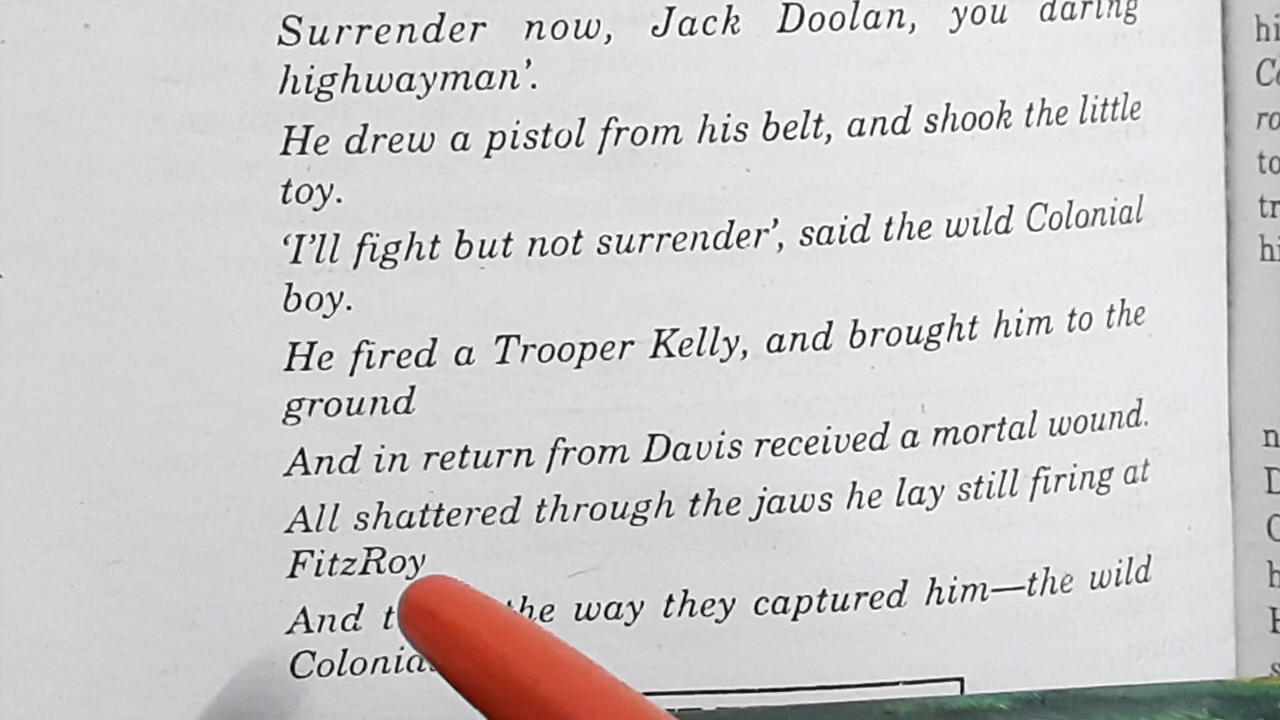 Surrender now, Jack Doolan, you daring
highwayman'.
He drew a pistol from his belt, and shook the little
toy.
'I'll fight but not surrender', said the wild Colonial
boy.
He fired a Trooper Kelly, and brought him to the
ground
And in return from Davis received a mortal wound.
All shattered through the jaws he lay still firing at
FitzRoy
And the way they captured him—the wild